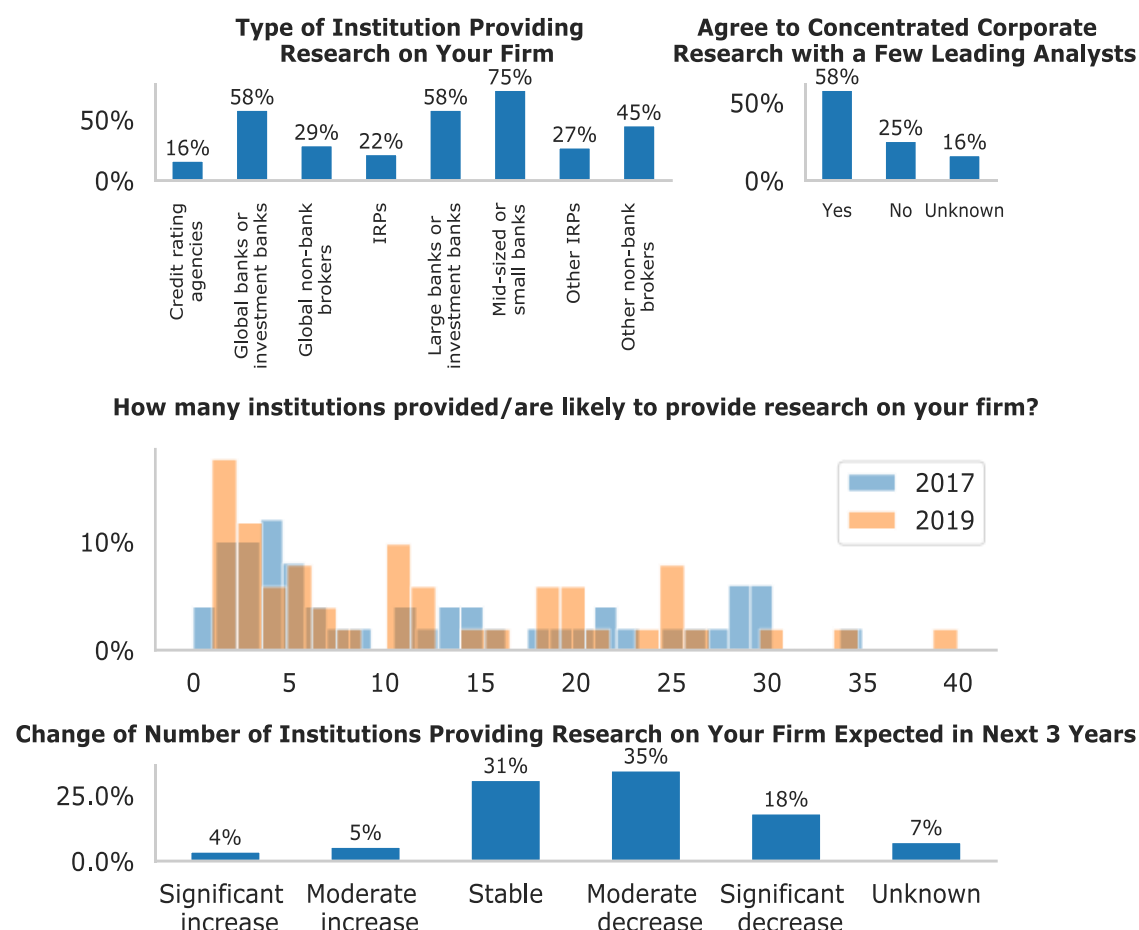 Type of Institution Providing
Research on Your Firm
75%
58%
58%
45%
29%
27%
22%
16%
50%
0%
Credit rating
agencies
Global banks or
investment banks
Global non-bank
brokers
IRPs
Large banks or
investment banks
Mid-sized or
small banks
Other IRPs
Other non-bank
brokers
Agree to Concentrated Corporate
Research with a Few Leading Analysts
58%
25%
16%
50%
0%
Yes No Unknown
How many institutions provided/are likely to provide research on your firm?
2017
2019
10%
0%
0 5 10 15 20 25 30 35 40
Change of Number of Institutions Providing Research on Your Firm Expected in Next 3 Years
4% 5% 31% 35% 18% 7%
25.0%
0.0%
Significant
increase
Moderate
increase
Stable
Moderate
decrease
Significant
decrease
Unknown